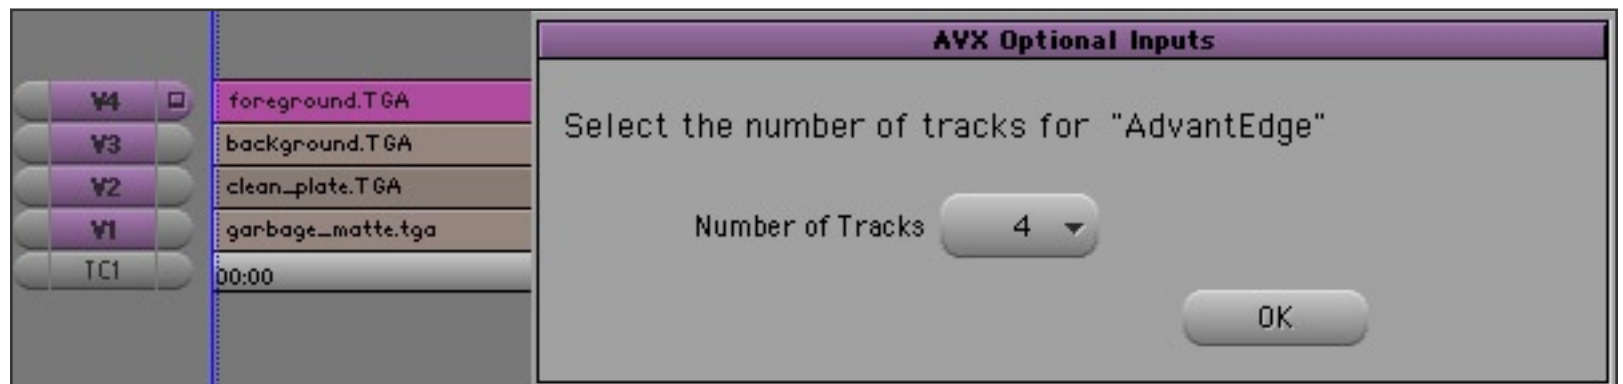 V4 foreground.TGA
V3 background.TGA
V2 clean_plate.TGA
V1 garbage_matte.tga
TC1 00:00
AVX Optional Inputs
Select the number of tracks for "AdvantEdge"
Number of Tracks 4
OK